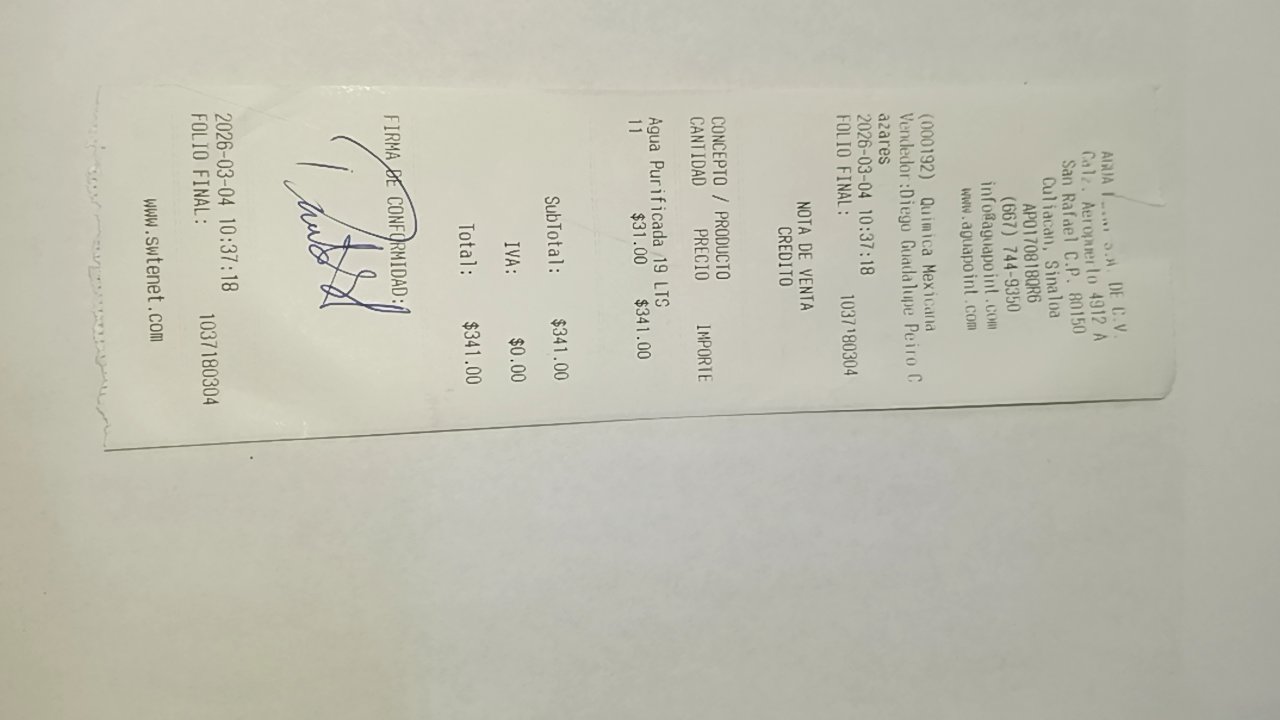 AGUA DE C.V.
Calz. Aeropuerto 4912 A
San Rafael C.P. 80150
Culiacan, Sinaloa
APO170818QR6
(667) 744-9350
info@aguapoint.com
www.aguapoint.com
(000192) Quimica Mexicana
Vendedor:Diego Guadalupe Peiro C
azares
2026-03-04 10:37:18
FOLIO FINAL: 1037180304
NOTA DE VENTA
CREDITO
CONCEPTO / PRODUCTO
CANTIDAD PRECIO IMPORTE
Agua Purificada 19 LTS
11 $31.00 $341.00
SubTotal: $341.00
IVA: $0.00
Total: $341.00
FIRMA DE CONFORMIDAD:
2026-03-04 10:37:18
FOLIO FINAL: 1037180304
www.swtenet.com